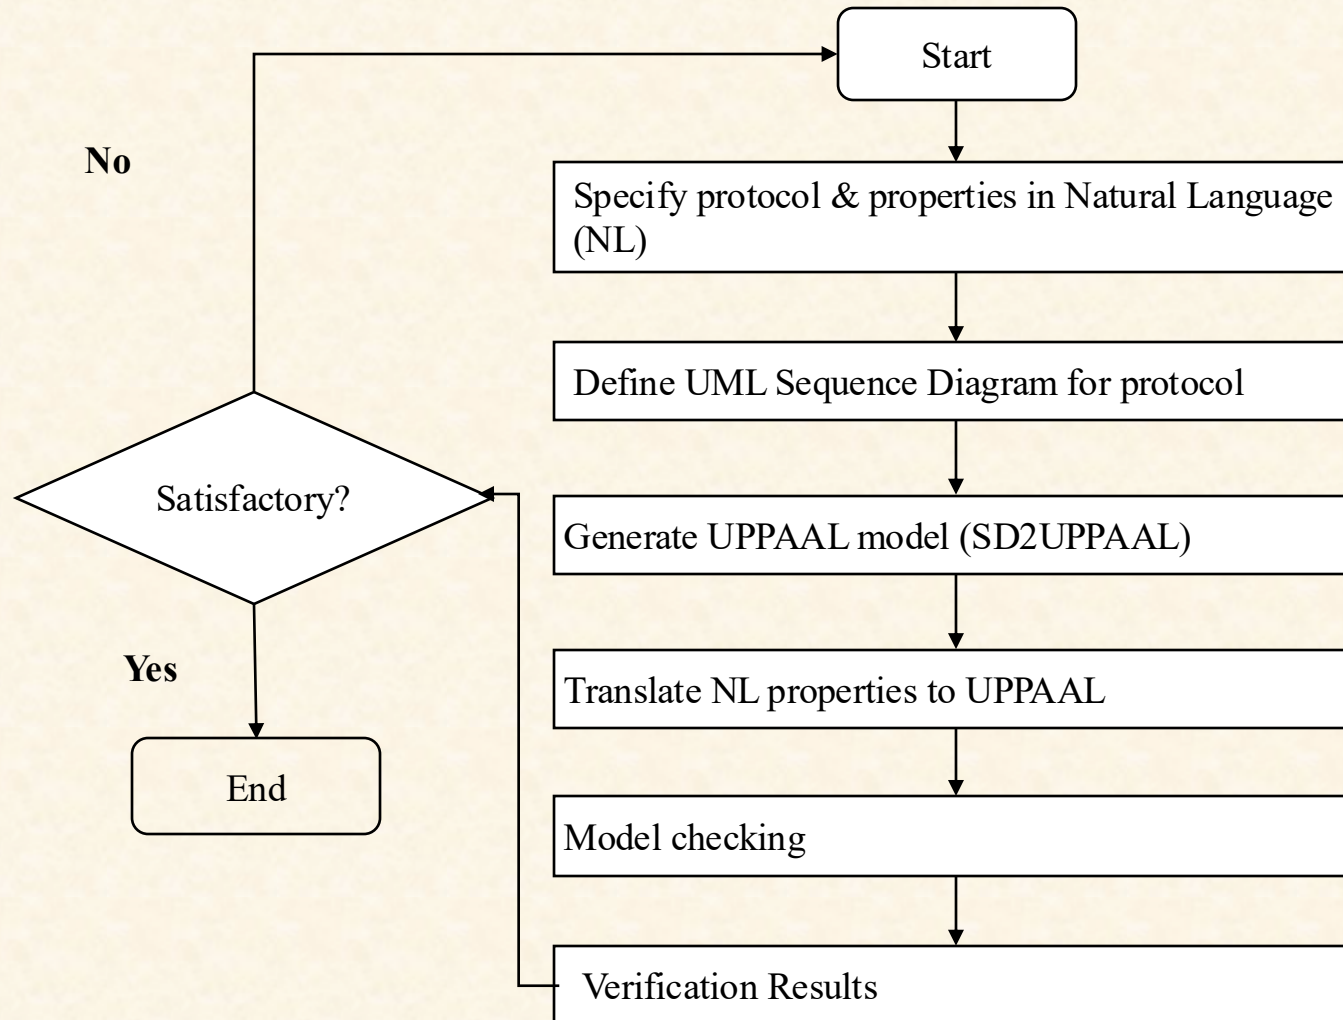 Start
No
Specify protocol & properties in Natural Language
(NL)
Define UML Sequence Diagram for protocol
Satisfactory?
Generate UPPAAL model (SD2UPPAAL)
Yes
Translate NL properties to UPPAAL
End
Model checking
Verification Results